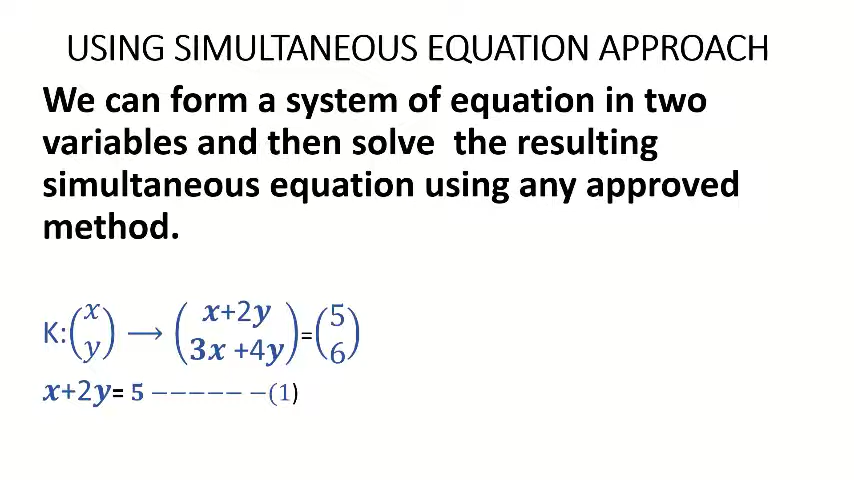 USING SIMULTANEOUS EQUATION APPROACH
We can form a system of equation in two
variables and then solve the resulting
simultaneous equation using any approved
method.
K:(x y) ⟶ (x+2y 3x +4y)=(5 6)
x+2y= 5 −−−−− −(1)